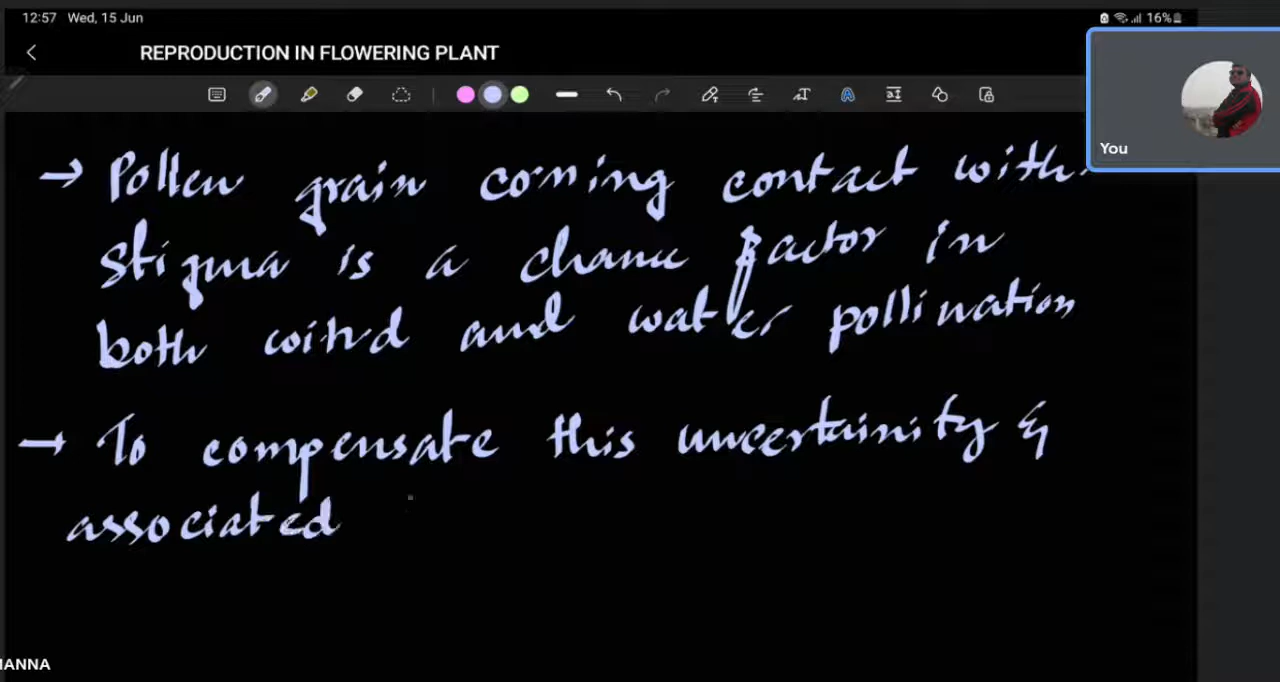 12:57 Wed, 15 Jun
16%
REPRODUCTION IN FLOWERING PLANT
You
→ Pollen grain coming contact with
stigma is a chance factor in
both wind and water pollination
→ To compensate this uncertainity &
associated
MANNA